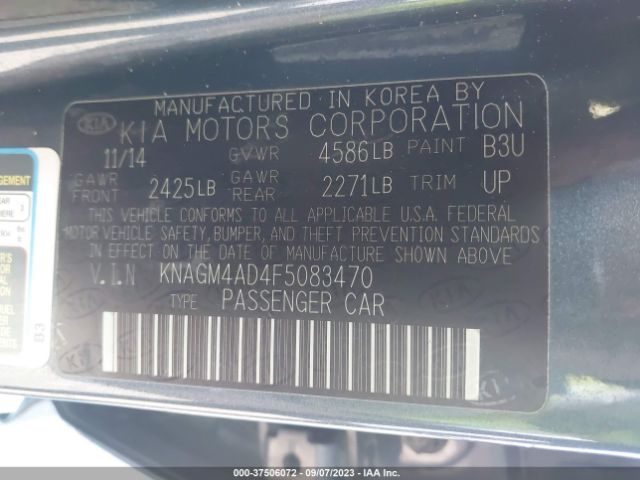 MANUFACTURED IN KOREA BY
KIA MOTORS CORPORATION
11/14 GVWR 4586LB PAINT B3U
GAWR FRONT 2425LB GAWR REAR 2271LB TRIM UP
THIS VEHICLE CONFORMS TO ALL APPLICABLE U.S.A. FEDERAL
MOTOR VEHICLE SAFETY, BUMPER, AND THEFT PREVENTION STANDARDS
IN EFFECT ON THE DATE OF MANUFACTURE SHOWN ABOVE
V.I.N KNAGM4AD4F5083470
TYPE PASSENGER CAR
KIA
B3
000-37506072 - 09/07/2023 - IAA Inc.